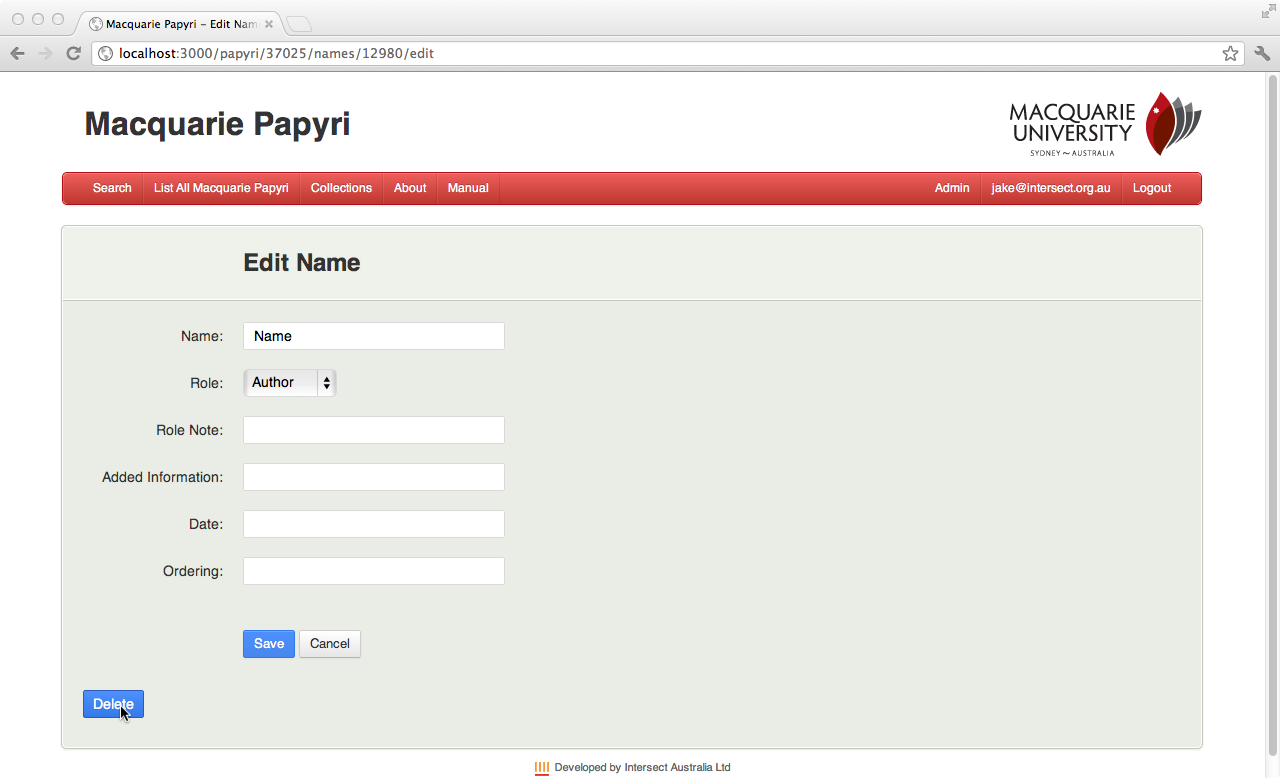 Macquarie Papyri – Edit Nam
localhost:3000/papyri/37025/names/12980/edit
Macquarie Papyri
MACQUARIE
UNIVERSITY
SYDNEY ~ AUSTRALIA
Search List All Macquarie Papyri Collections About Manual Admin jake@intersect.org.au Logout
Edit Name
Name: Name
Role: Author
Role Note:
Added Information:
Date:
Ordering:
Save Cancel
Delete
Developed by Intersect Australia Ltd